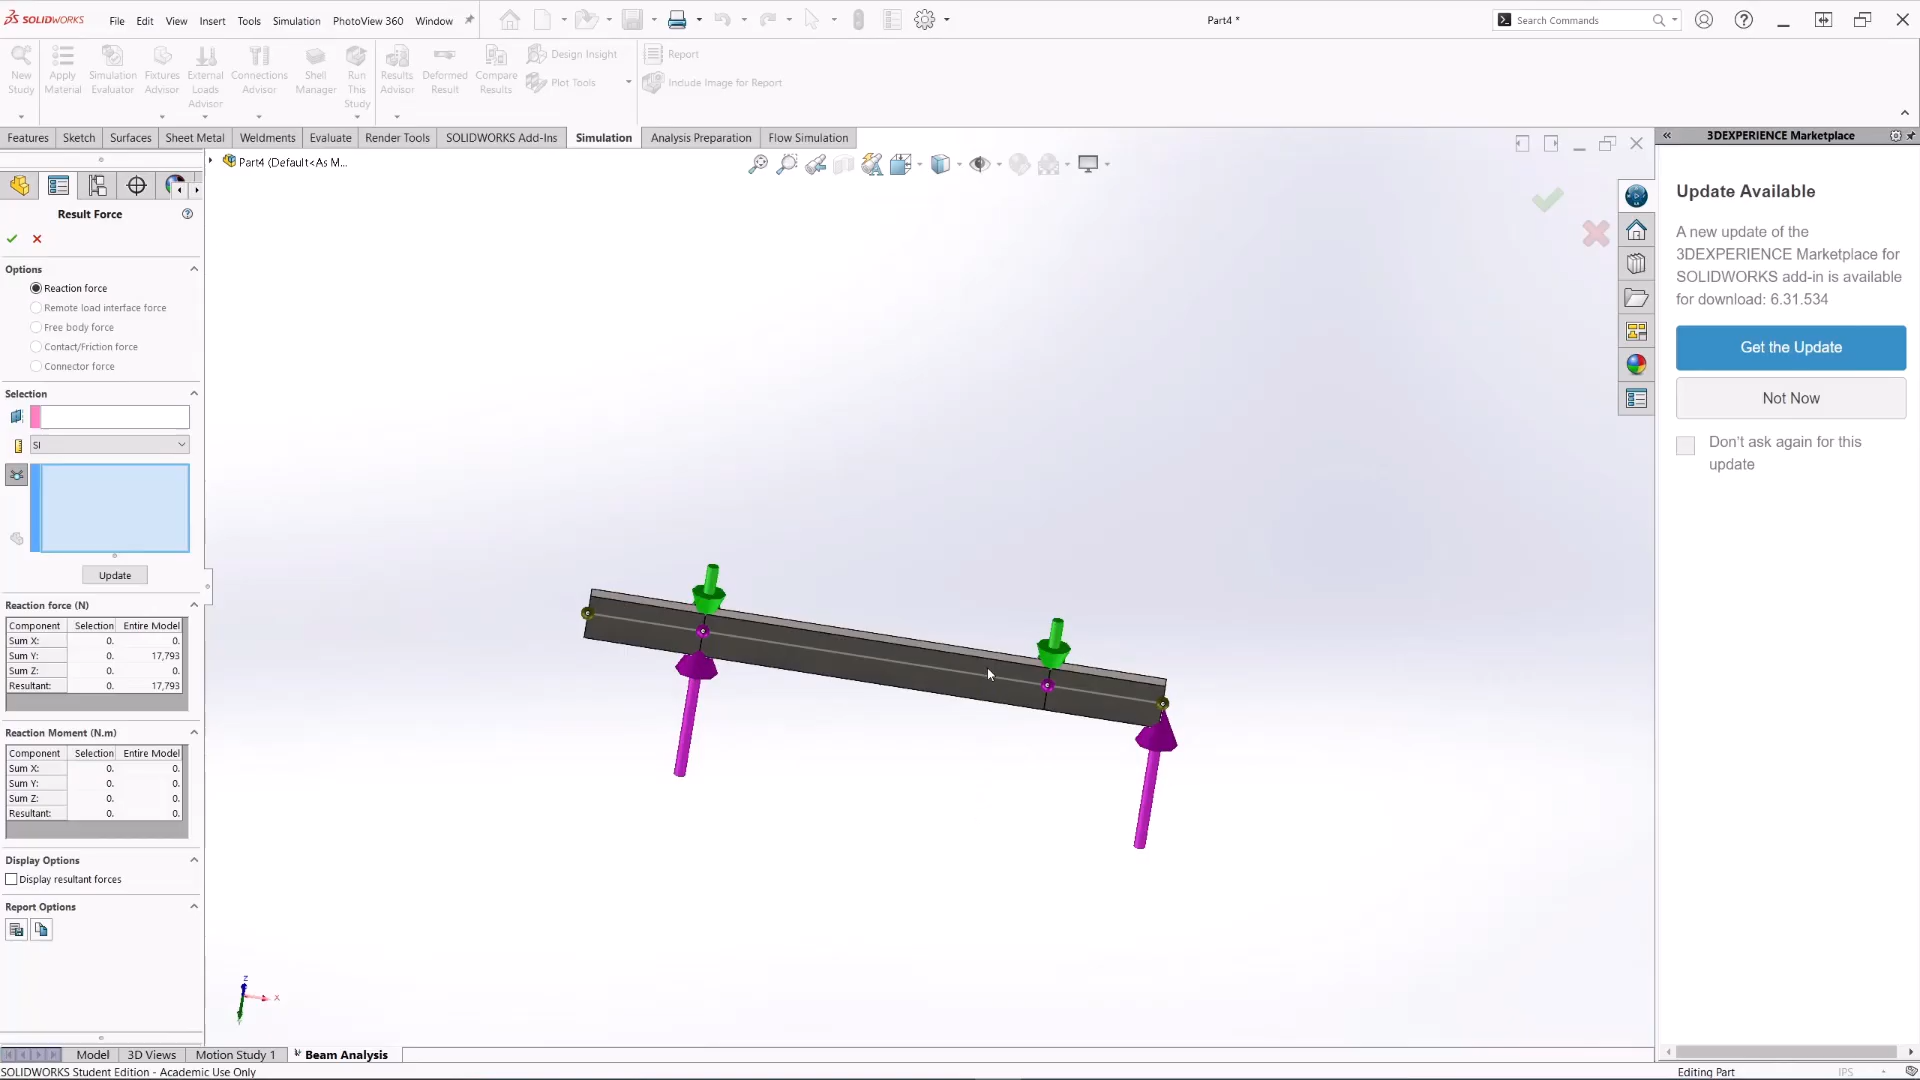 SOLIDWORKS File Edit View Insert Tools Simulation PhotoView 360 Window Part4 * Search Commands
New Study
Apply Material
Simulation Evaluator
Fixtures Advisor
External Loads Advisor
Connections Advisor
Shell Manager
Run This Study
Results Advisor
Deformed Result
Compare Results
Design Insight
Plot Tools
Report
Include Image for Report
Features Sketch Surfaces Sheet Metal Weldments Evaluate Render Tools SOLIDWORKS Add-Ins Simulation Analysis Preparation Flow Simulation
3DEXPERIENCE Marketplace
Part4 (Default<As M...
Result Force
Options
Reaction force
Remote load interface force
Free body force
Contact/Friction force
Connector force
Selection
SI
Update
Reaction force (N)
Component Selection Entire Model
Sum X: 0. 0.
Sum Y: 0. 17,793
Sum Z: 0. 0.
Resultant: 0. 17,793
Reaction Moment (N.m)
Component Selection Entire Model
Sum X: 0. 0.
Sum Y: 0. 0.
Sum Z: 0. 0.
Resultant: 0. 0.
Display Options
Display resultant forces
Report Options
Z
X
Y
Update Available
A new update of the
3DEXPERIENCE Marketplace for
SOLIDWORKS add-in is available
for download: 6.31.534
Get the Update
Not Now
Don't ask again for this
update
Model 3D Views Motion Study 1 Beam Analysis
SOLIDWORKS Student Edition - Academic Use Only
Editing Part IPS